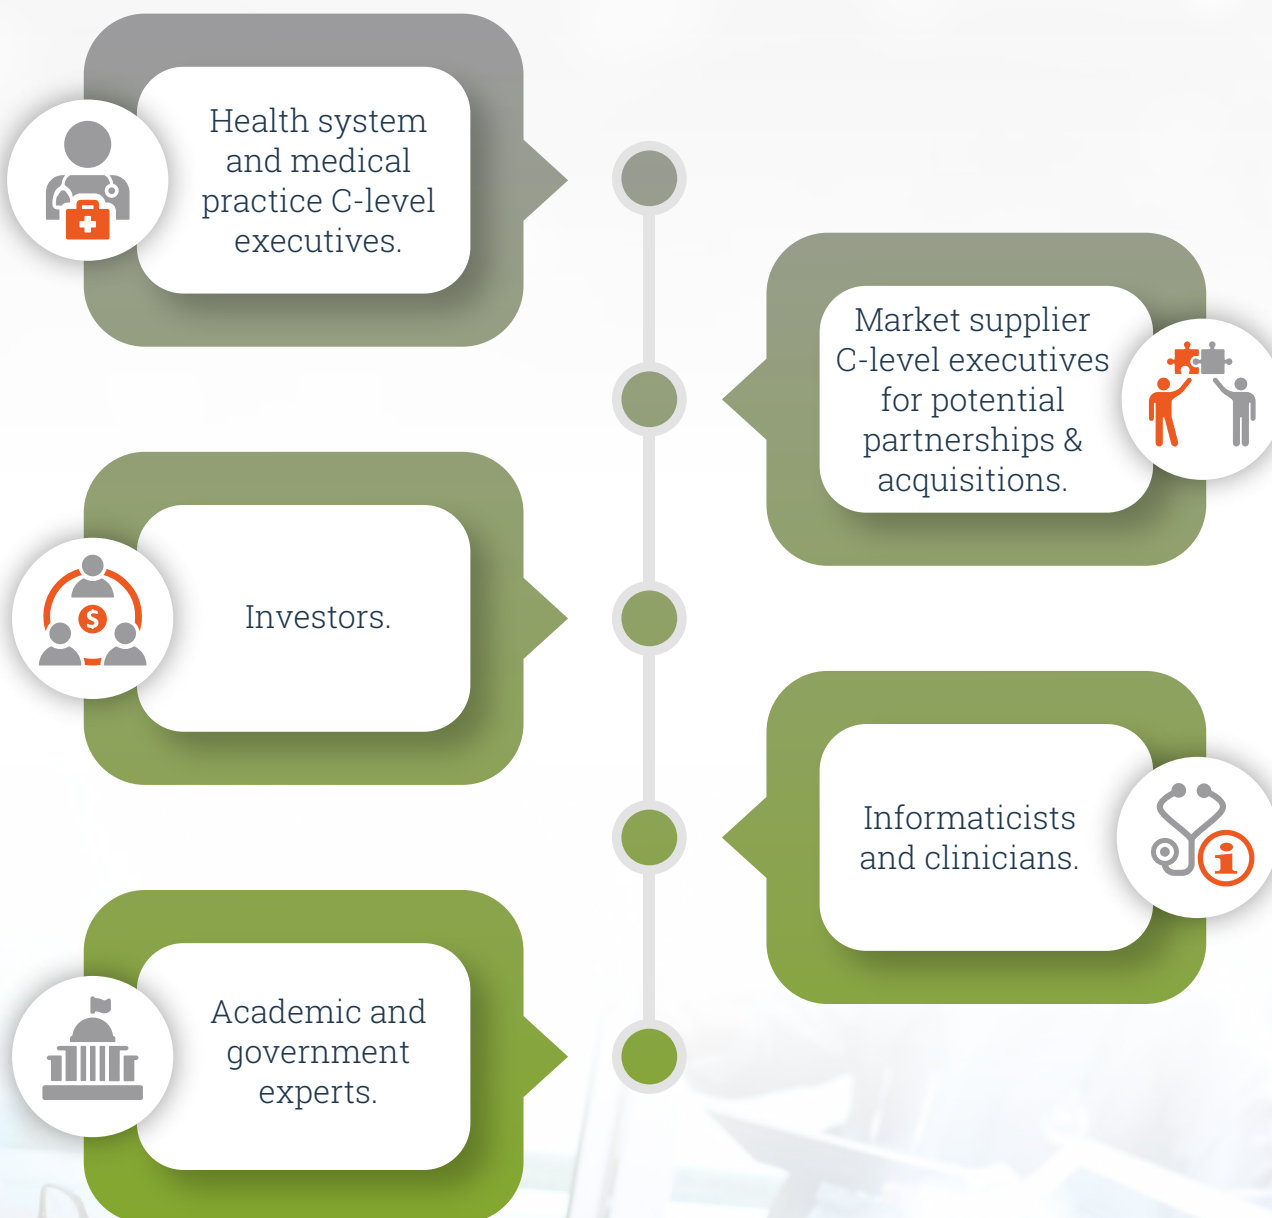 Health system
and medical
practice C-level
executives.
Market supplier
C-level executives
for potential
partnerships &
acquisitions.
Investors.
$
Informaticists
and clinicians.
i
Academic and
government
experts.